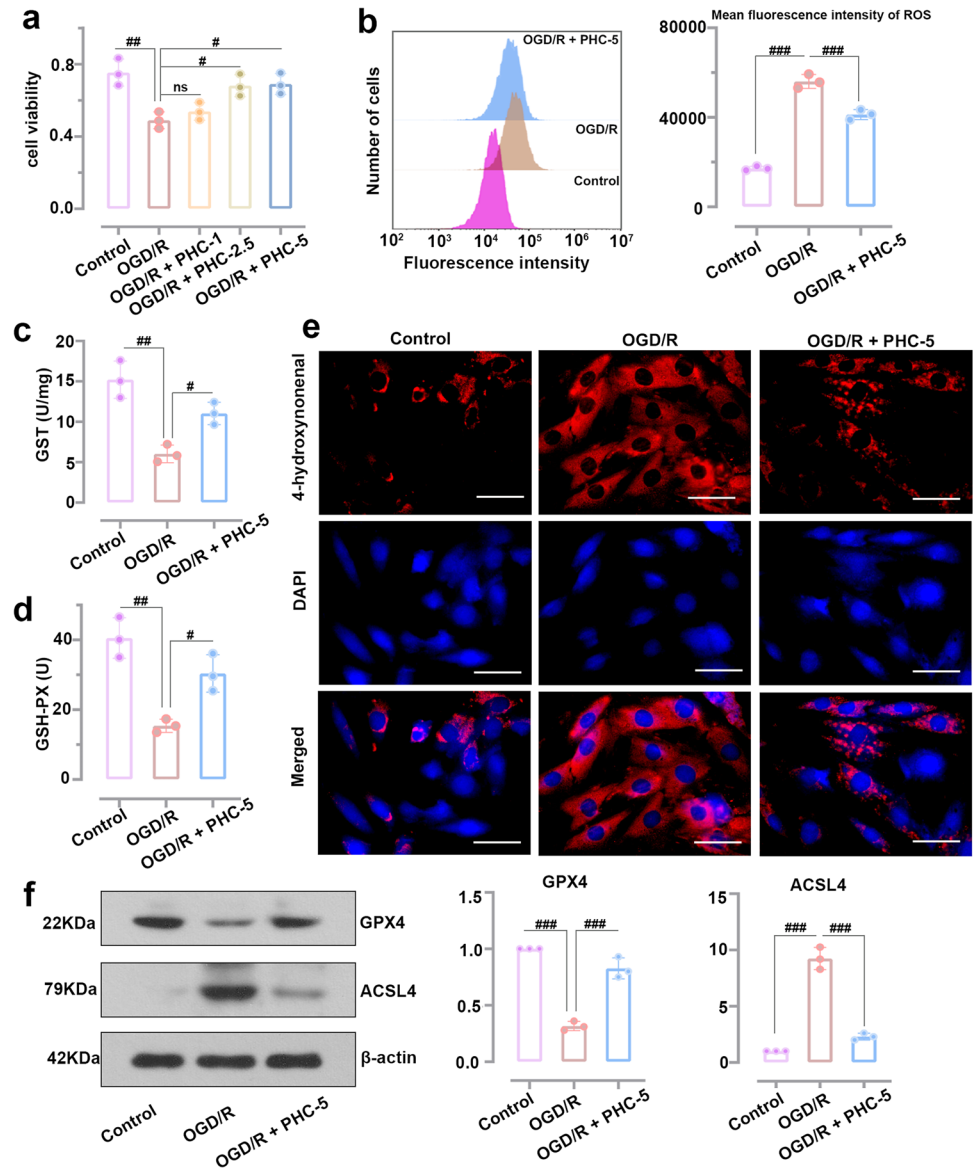 a
cell viability
0.8
0.4
0.0
##
#
#
ns
Control
OGD/R
OGD/R + PHC-1
OGD/R + PHC-2.5
OGD/R + PHC-5
b
Number of cells
OGD/R + PHC-5
OGD/R
Control
10² 10³ 10⁴ 10⁵ 10⁶ 10⁷
Fluorescence intensity
Mean fluorescence intensity of ROS
80000
40000
0
### ###
Control
OGD/R
OGD/R + PHC-5
c
GST (U/mg)
20
15
10
5
0
##
#
Control
OGD/R
OGD/R + PHC-5
d
GSH-PX (U)
40
20
0
##
#
Control
OGD/R
OGD/R + PHC-5
e
Control OGD/R OGD/R + PHC-5
4-hydroxynonenal
DAPI
Merged
f
22KDa GPX4
79KDa ACSL4
42KDa β-actin
Control
OGD/R
OGD/R + PHC-5
GPX4
1.5
1.0
0.5
0.0
### ###
Control
OGD/R
OGD/R + PHC-5
ACSL4
15
10
5
0
### ###
Control
OGD/R
OGD/R + PHC-5